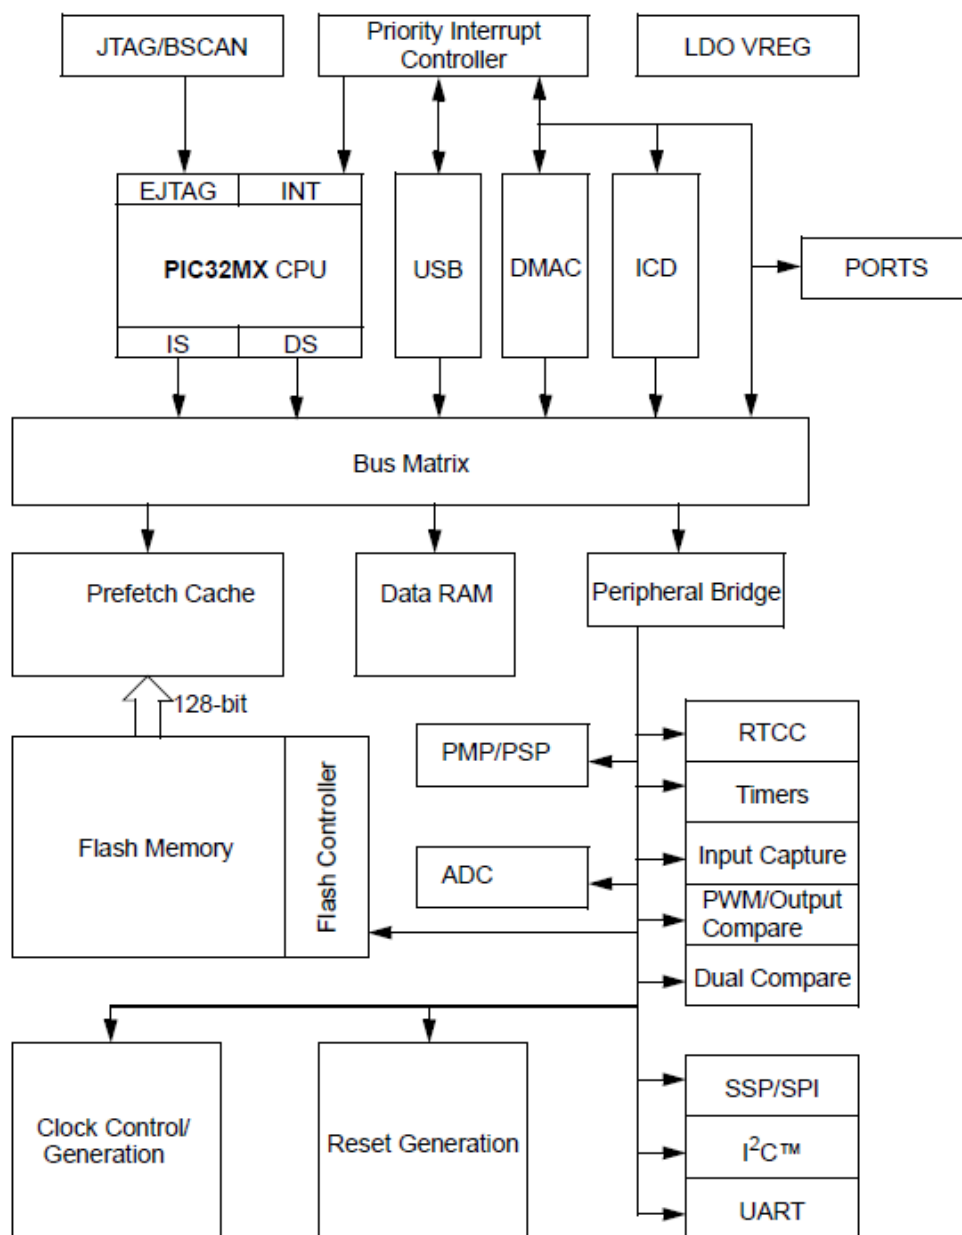 JTAG/BSCAN
Priority Interrupt
Controller
LDO VREG
EJTAG
INT
PIC32MX CPU
IS
DS
USB
DMAC
ICD
PORTS
Bus Matrix
Prefetch Cache
Data RAM
Peripheral Bridge
128-bit
Flash Memory
Flash Controller
PMP/PSP
ADC
RTCC
Timers
Input Capture
PWM/Output
Compare
Dual Compare
Clock Control/
Generation
Reset Generation
SSP/SPI
I²C™
UART